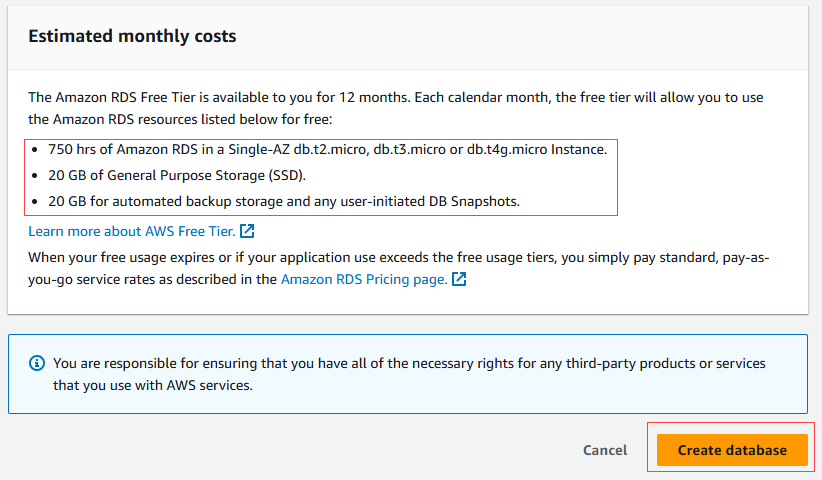 Estimated monthly costs
The Amazon RDS Free Tier is available to you for 12 months. Each calendar month, the free tier will allow you to use
the Amazon RDS resources listed below for free:
• 750 hrs of Amazon RDS in a Single-AZ db.t2.micro, db.t3.micro or db.t4g.micro Instance.
• 20 GB of General Purpose Storage (SSD).
• 20 GB for automated backup storage and any user-initiated DB Snapshots.
Learn more about AWS Free Tier.
When your free usage expires or if your application use exceeds the free usage tiers, you simply pay standard, pay-as-
you-go service rates as described in the Amazon RDS Pricing page.
You are responsible for ensuring that you have all of the necessary rights for any third-party products or services
that you use with AWS services.
Cancel Create database